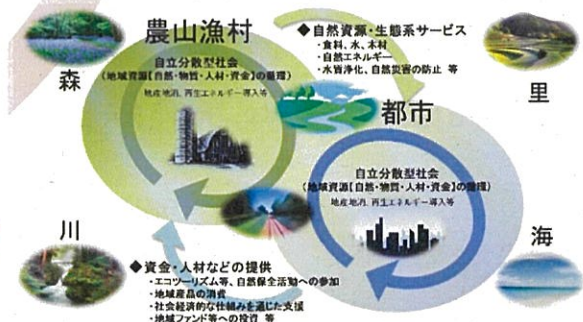 農山漁村
森
自立分散型社会
(地域資源【自然・物質・人材・資金】の循環)
地産地消、再生エネルギー導入等
◆自然資源・生態系サービス
・食料、水、木材
・自然エネルギー
・水質浄化、自然災害の防止 等
里
都市
自立分散型社会
(地域資源【自然・物質・人材・資金】の循環)
地産地消、再生エネルギー導入等
川
海
◆資金・人材などの提供
・エコツーリズム等、自然保全活動への参加
・地域産品の消費
・社会経済的な仕組みを通じた支援
・地域ファンド等への投資 等